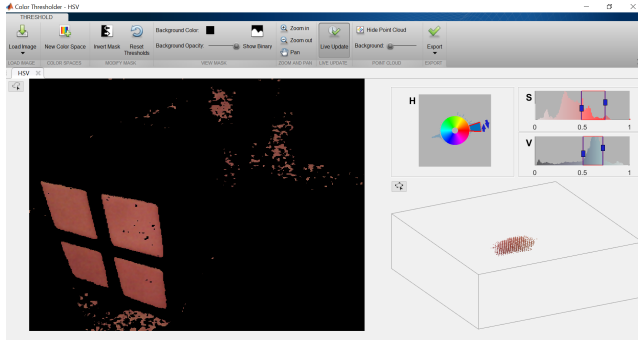 Color Thresholder - HSV
THRESHOLD
Load Image
New Color Space
Invert Mask
Reset
Thresholds
Background Color:
Background Opacity:
Show Binary
Zoom in
Zoom out
Pan
Live Update
Hide Point Cloud
Background:
Export
LOAD IMAGE
COLOR SPACES
MODIFY MASK
VIEW MASK
ZOOM AND PAN
LIVE UPDATE
POINT CLOUD
EXPORT
HSV
H
S
0 0.5 1
V
0 0.5 1